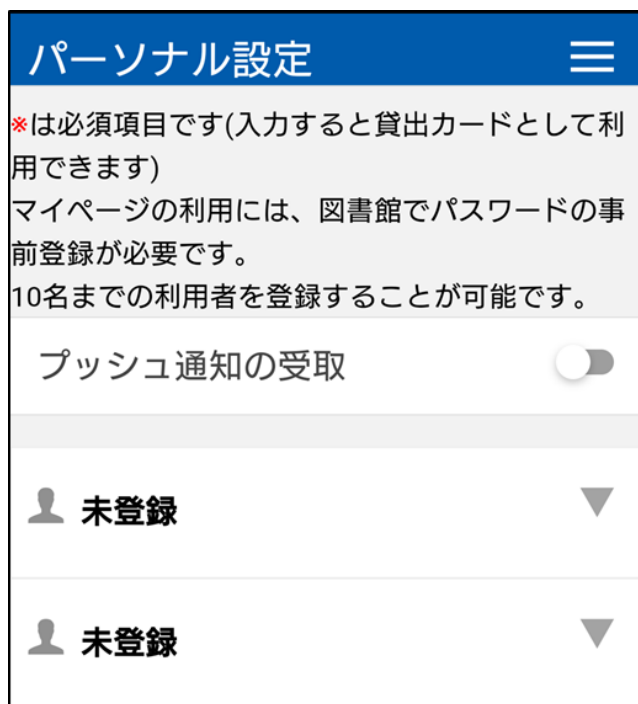 パーソナル設定
※は必須項目です(入力すると貸出カードとして利
用できます)
マイページの利用には、図書館でパスワードの事
前登録が必要です。
10名までの利用者を登録することが可能です。
プッシュ通知の受取
未登録
未登録